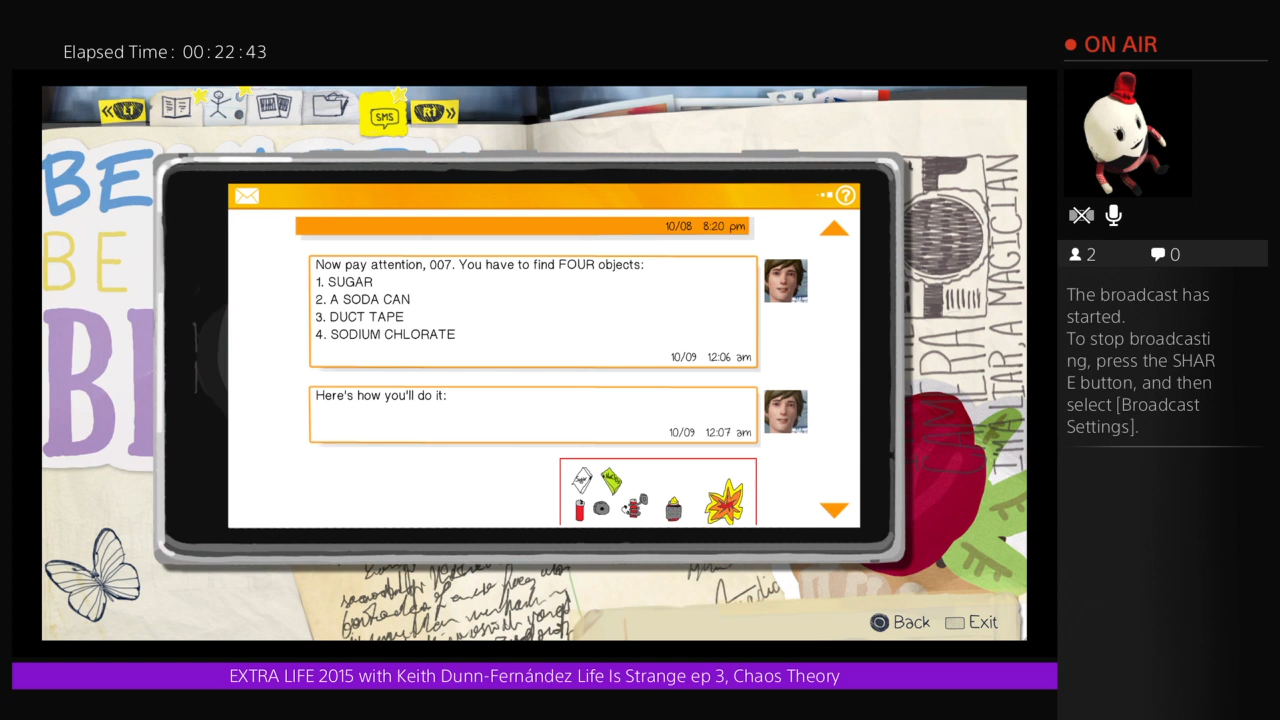 Elapsed Time: 00:22:43
ON AIR
L1
SMS
R1
10/08 8:20 pm
Now pay attention, 007. You have to find FOUR objects:
1. SUGAR
2. A SODA CAN
3. DUCT TAPE
4. SODIUM CHLORATE
10/09 12:06 am
Here's how you'll do it:
10/09 12:07 am
BE
BE
CAMERA
I'M A LIAR, A MAGICIAN
Back
Exit
2
0
The broadcast has
started.
To stop broadcasti
ng, press the SHAR
E button, and then
select [Broadcast
Settings].
EXTRA LIFE 2015 with Keith Dunn-Fernández Life Is Strange ep 3, Chaos Theory